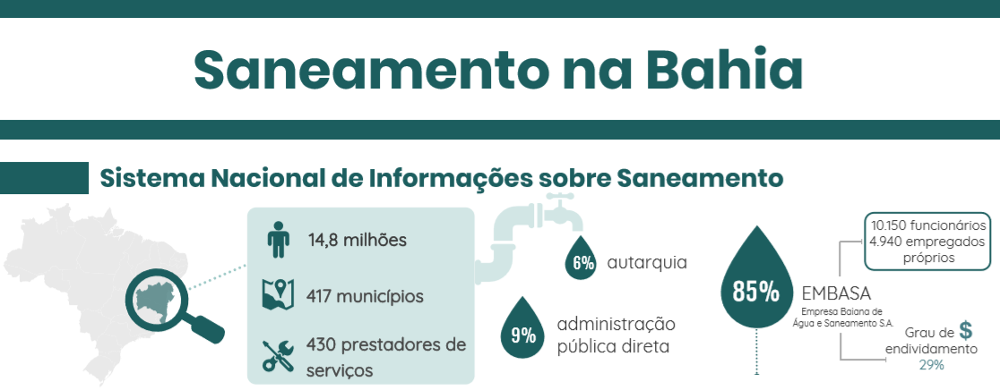 Saneamento na Bahia
Sistema Nacional de Informações sobre Saneamento
14,8 milhões
417 municípios
430 prestadores de
serviços
6% autarquia
9%
administração
pública direta
85%
EMBASA
Empresa Baiana de
Água e Saneamento S.A.
10.150 funcionários
4.940 empregados
próprios
Grau de $
endividamento
29%